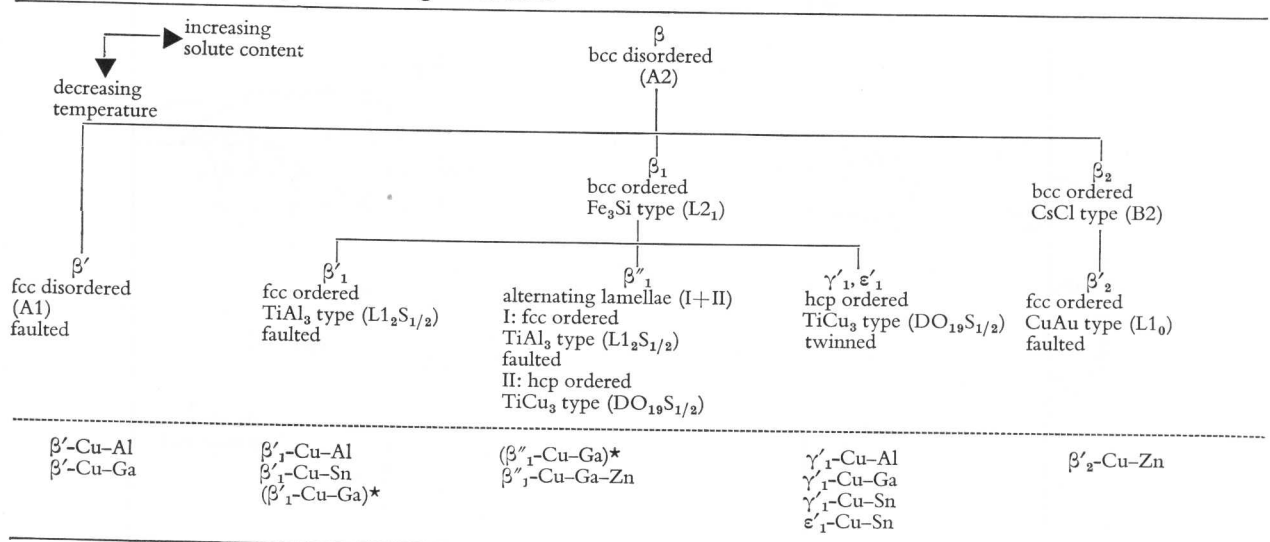 increasing
solute content
decreasing
temperature
β
bcc disordered
(A2)
β₁
bcc ordered
Fe₃Si type (L2₁)
β₂
bcc ordered
CsCl type (B2)
β′
fcc disordered
(A1)
faulted
β′₁
fcc ordered
TiAl₃ type (L1₂S₁/₂)
β″₁
alternating lamellae (I+II)
I: fcc ordered
TiAl₃ type (L1₂S₁/₂)
faulted
II: hcp ordered
TiCu₃ type (DO₁₉S₁/₂)
γ′₁, ε′₁
hcp ordered
TiCu₃ type (DO₁₉S₁/₂)
twinned
β′₂
fcc ordered
CuAu type (L1₀)
faulted
β′-Cu–Al
β′-Cu–Ga
β′₁-Cu–Al
β′₁-Cu–Sn
(β′₁-Cu–Ga)★
(β″₁-Cu–Ga)★
β″₁-Cu–Ga–Zn
γ′₁-Cu–Al
γ′₁-Cu–Ga
γ′₁-Cu–Sn
ε′₁-Cu–Sn
β′₂-Cu–Zn